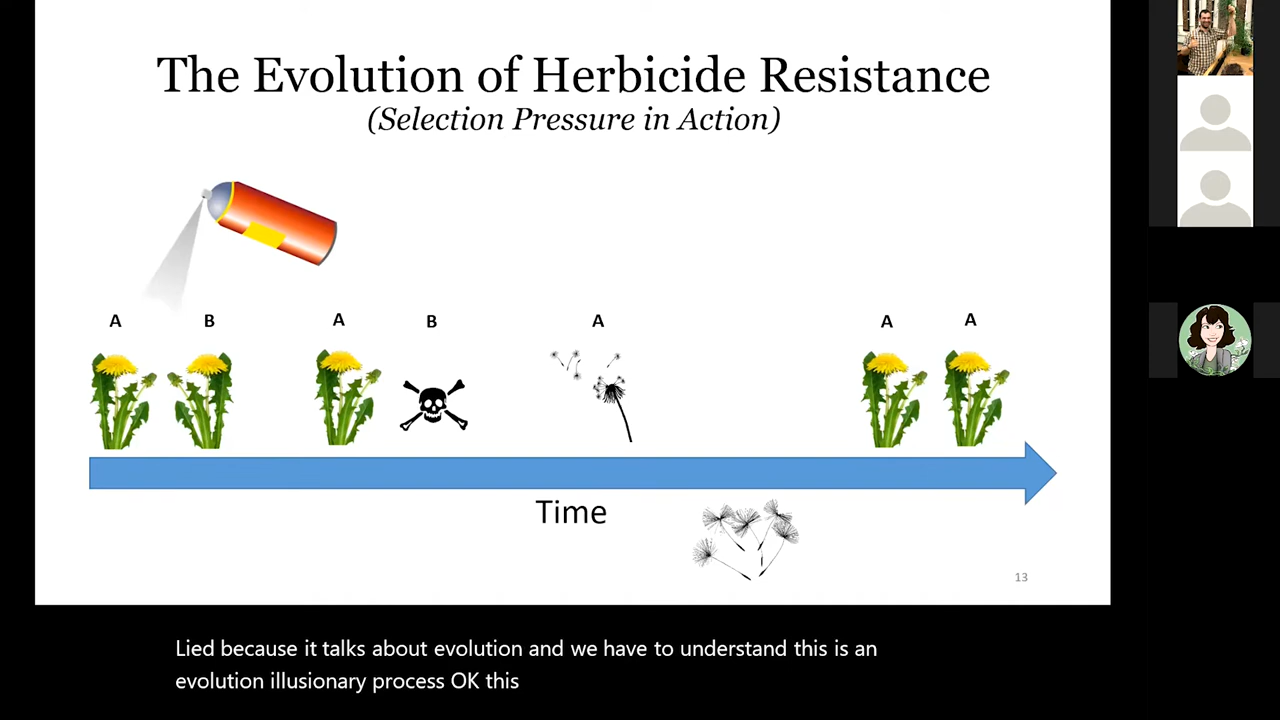 The Evolution of Herbicide Resistance
(Selection Pressure in Action)
A B A B A A A
Time
13
Lied because it talks about evolution and we have to understand this is an
evolution illusionary process OK this